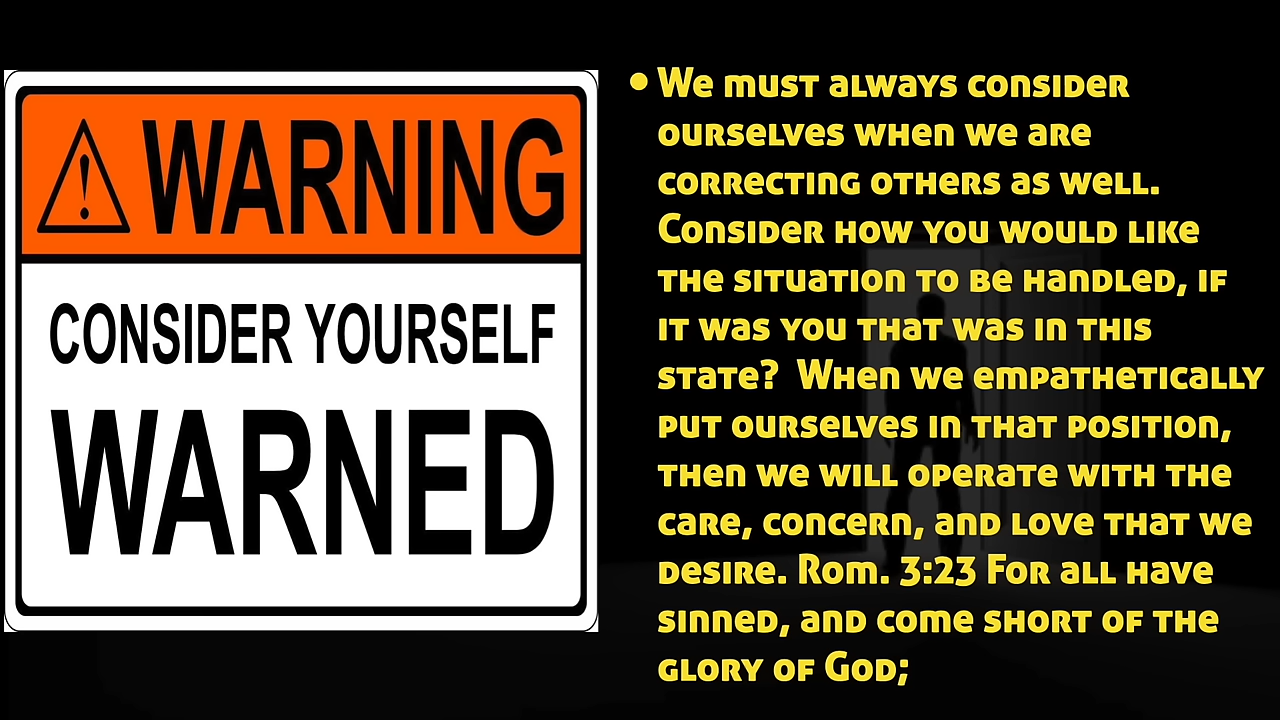 WARNING
CONSIDER YOURSELF
WARNED
• We must always consider
ourselves when we are
correcting others as well.
Consider how you would like
the situation to be handled, if
it was you that was in this
state?  When we empathetically
put ourselves in that position,
then we will operate with the
care, concern, and love that we
desire. Rom. 3:23 For all have
sinned, and come short of the
glory of God;